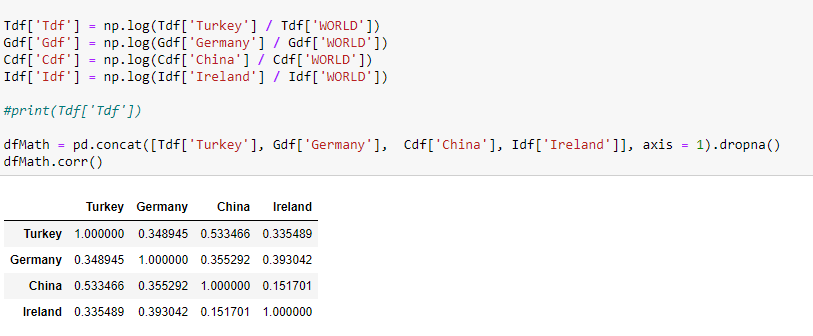 Tdf['Tdf'] = np.log(Tdf['Turkey'] / Tdf['WORLD'])
Gdf['Gdf'] = np.log(Gdf['Germany'] / Gdf['WORLD'])
Cdf['Cdf'] = np.log(Cdf['China'] / Cdf['WORLD'])
Idf['Idf'] = np.log(Idf['Ireland'] / Idf['WORLD'])
#print(Tdf['Tdf'])
dfMath = pd.concat([Tdf['Turkey'], Gdf['Germany'],  Cdf['China'], Idf['Ireland']], axis = 1).dropna()
dfMath.corr()
Turkey Germany China Ireland
Turkey 1.000000 0.348945 0.533466 0.335489
Germany 0.348945 1.000000 0.355292 0.393042
China 0.533466 0.355292 1.000000 0.151701
Ireland 0.335489 0.393042 0.151701 1.000000